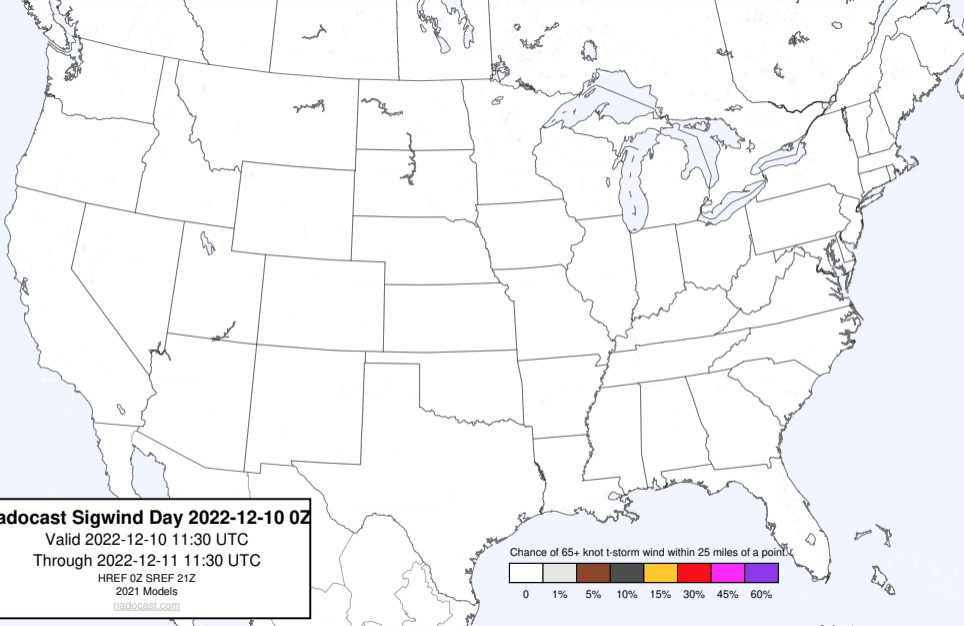 adocast Sigwind Day 2022-12-10 0Z
Valid 2022-12-10 11:30 UTC
Through 2022-12-11 11:30 UTC
HREF 0Z SREF 21Z
2021 Models
nadocast.com
Chance of 65+ knot t-storm wind within 25 miles of a point.
0 1% 5% 10% 15% 30% 45% 60%